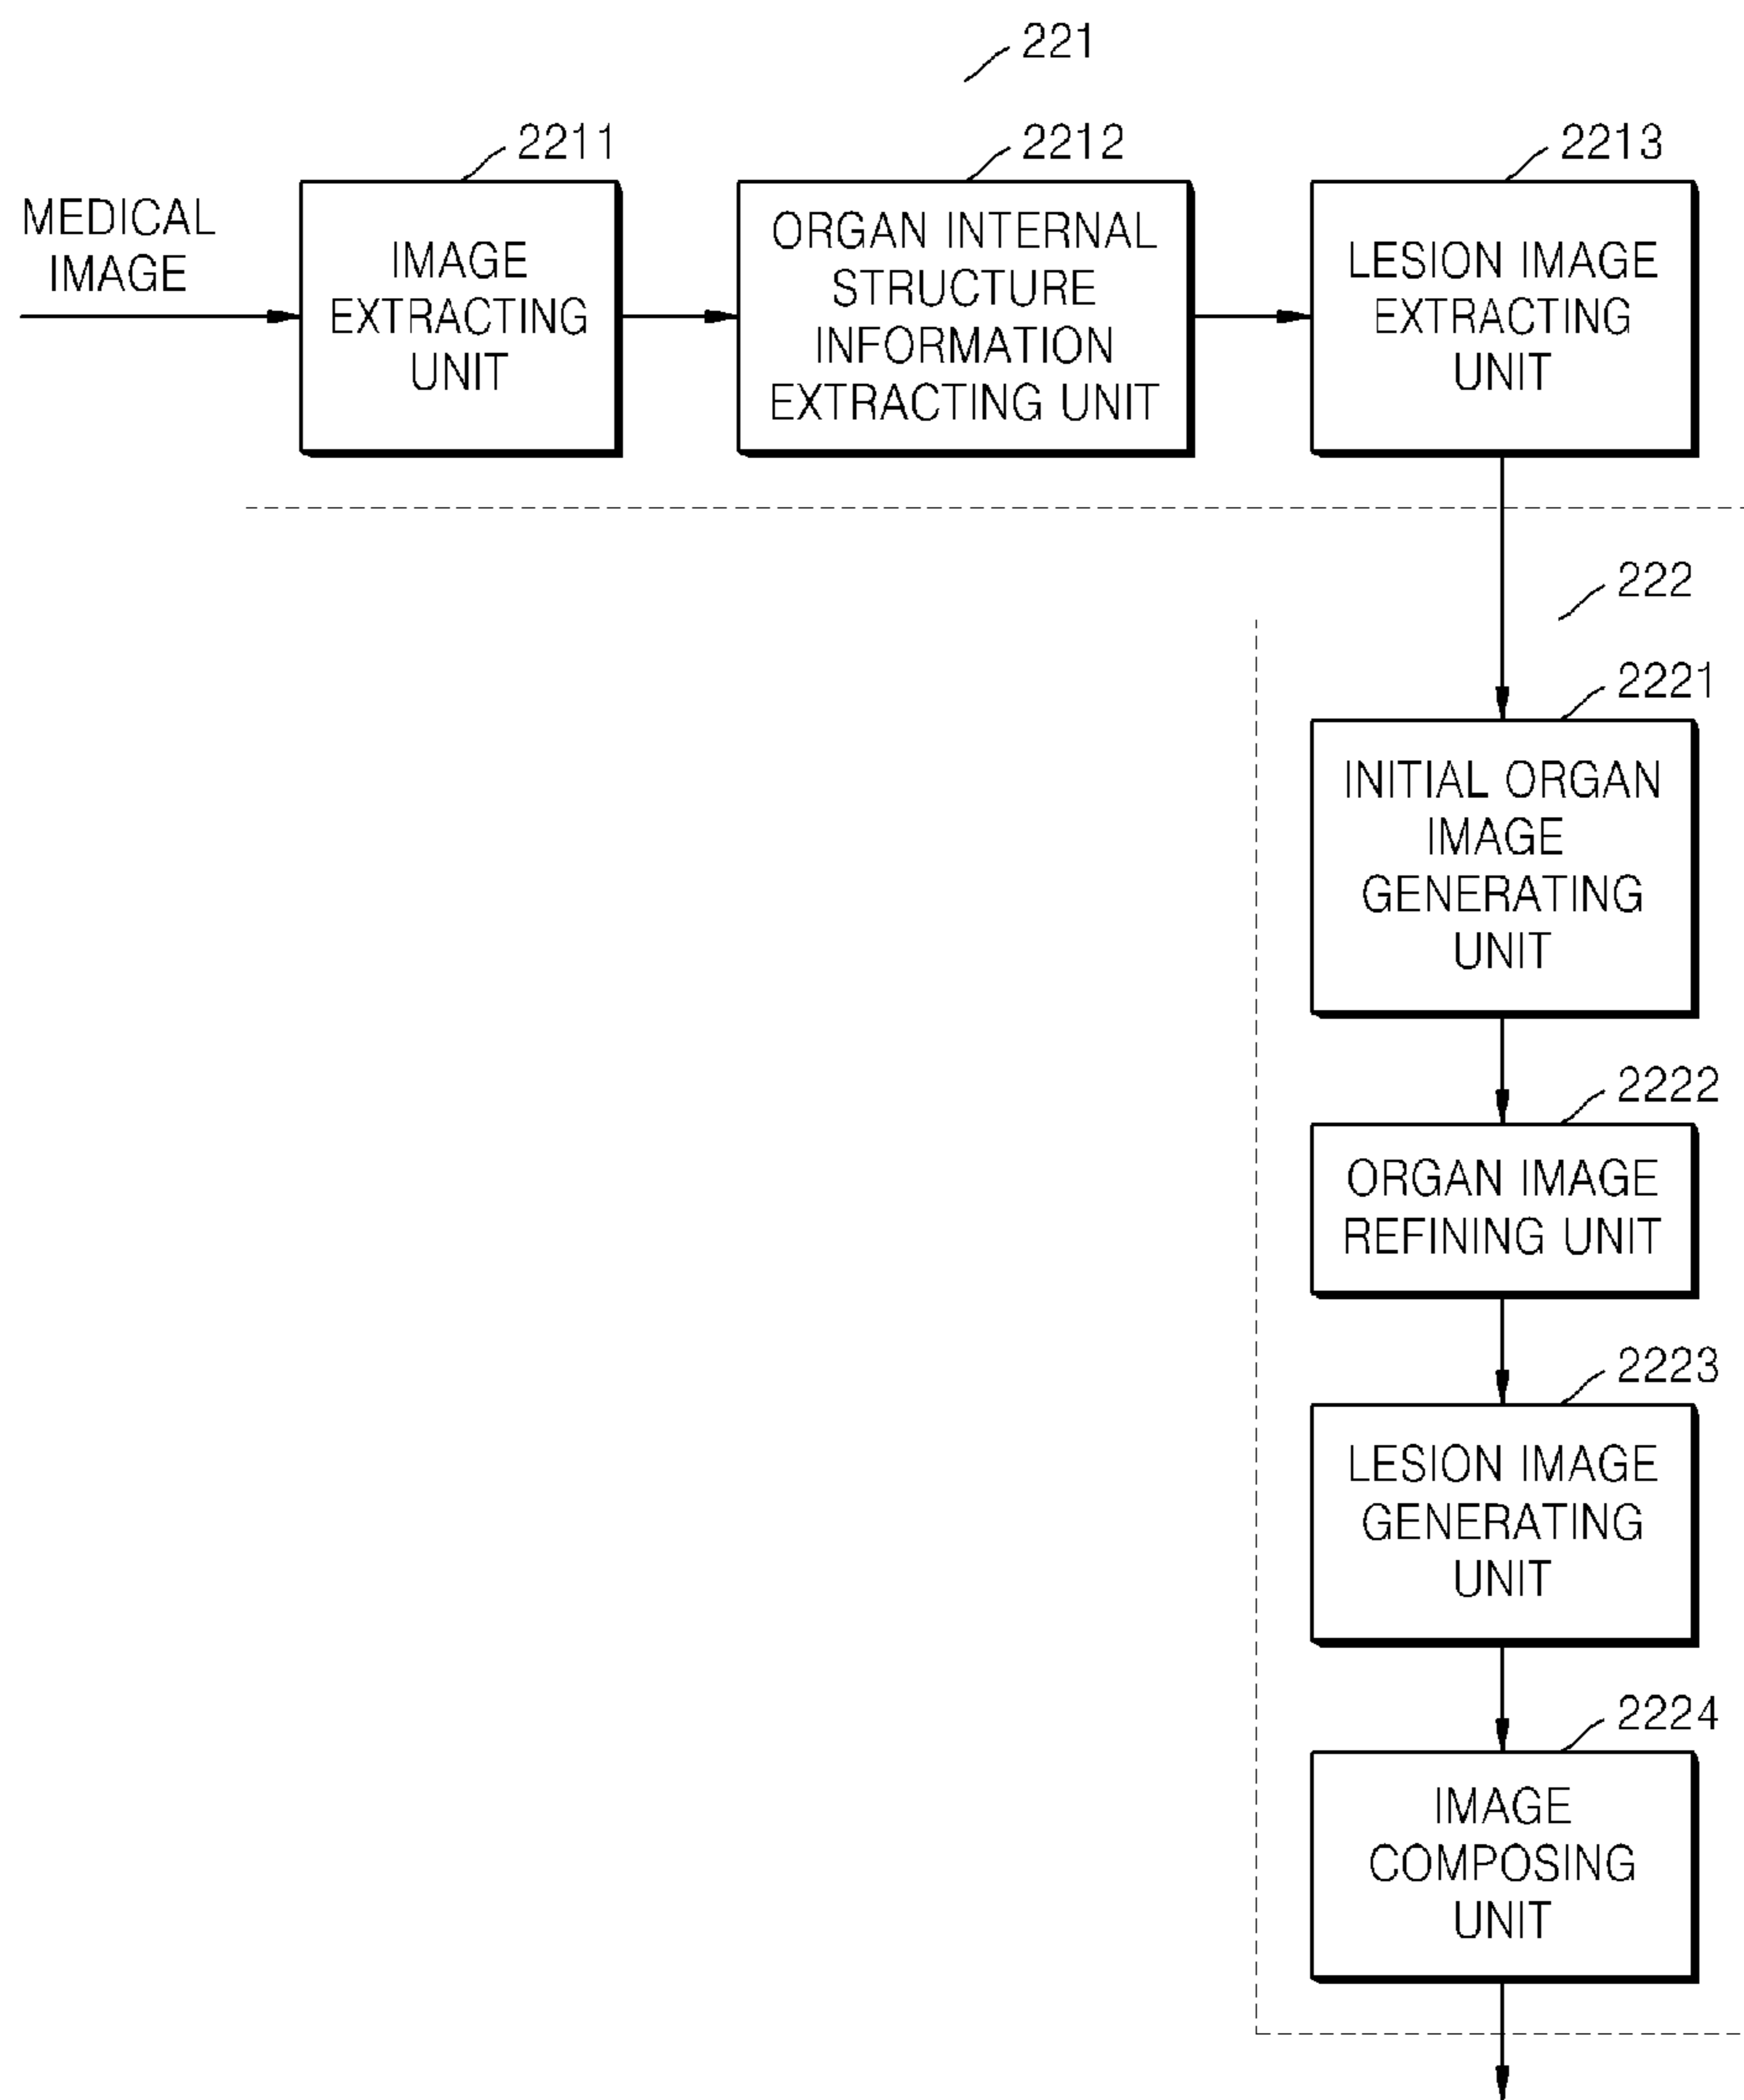 221
2211
2212
2213
MEDICAL
IMAGE
IMAGE
EXTRACTING
UNIT
ORGAN INTERNAL
STRUCTURE
INFORMATION
EXTRACTING UNIT
LESION IMAGE
EXTRACTING
UNIT
222
2221
INITIAL ORGAN
IMAGE
GENERATING
UNIT
2222
ORGAN IMAGE
REFINING UNIT
2223
LESION IMAGE
GENERATING
UNIT
2224
IMAGE
COMPOSING
UNIT